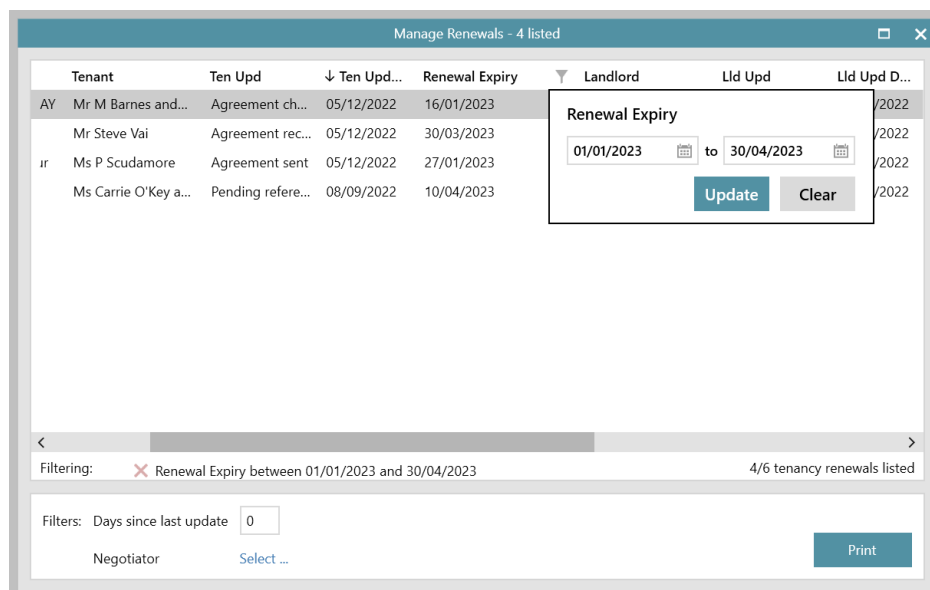 Manage Renewals - 4 listed
Tenant Ten Upd ↓ Ten Upd... Renewal Expiry Landlord Lld Upd Lld Upd D...
AY Mr M Barnes and... Agreement ch... 05/12/2022 16/01/2023 /2022
Mr Steve Vai Agreement rec... 05/12/2022 30/03/2023 /2022
Ms P Scudamore Agreement sent 05/12/2022 27/01/2023 /2022
Ms Carrie O'Key a... Pending refere... 08/09/2022 10/04/2023 /2022
Renewal Expiry
01/01/2023 to 30/04/2023
Update Clear
Filtering: Renewal Expiry between 01/01/2023 and 30/04/2023 4/6 tenancy renewals listed
Filters: Days since last update 0
Negotiator Select ...
Print